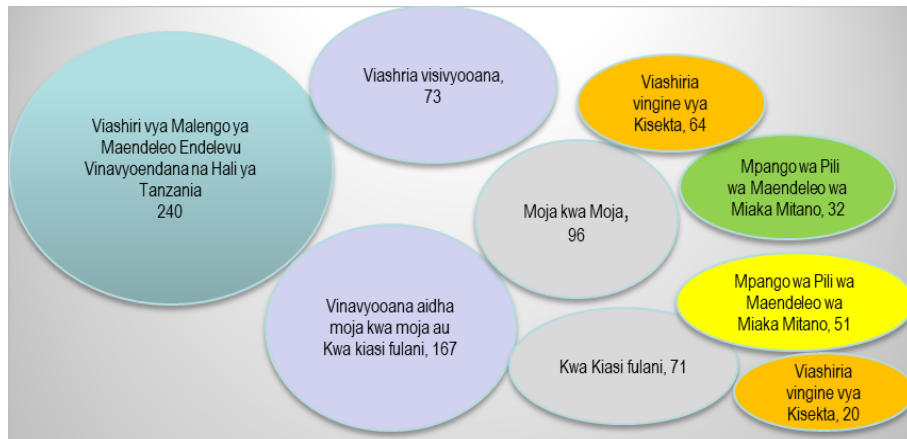 Viashiri vya Malengo ya
Maendeleo Endelevu
Vinavyoendana na Hali ya
Tanzania
240
Viashria visivyooana,
73
Vinavyooana aidha
moja kwa moja au
Kwa kiasi fulani, 167
Moja kwa Moja,
96
Kwa Kiasi fulani, 71
Viashiria
vingine vya
Kisekta, 64
Mpango wa Pili
wa Maendeleo wa
Miaka Mitano, 32
Mpango wa Pili wa
Maendeleo wa
Miaka Mitano, 51
Viashiria
vingine vya
Kisekta, 20